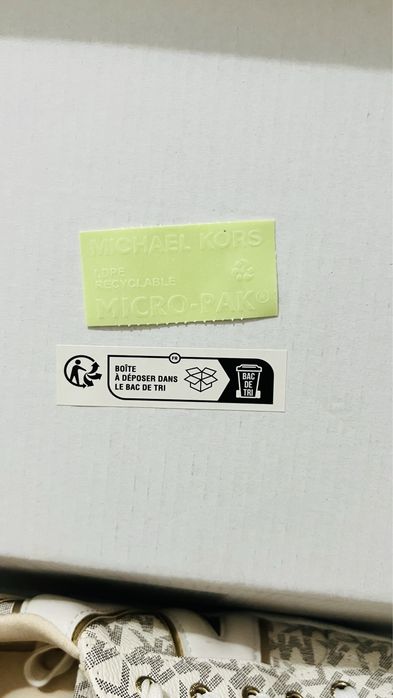 MICHAEL KORS
LDPE
RECYCLABLE
MICRO-PAK®
FR
BOÎTE
À DÉPOSER DANS
LE BAC DE TRI
BAC
DE
TRI